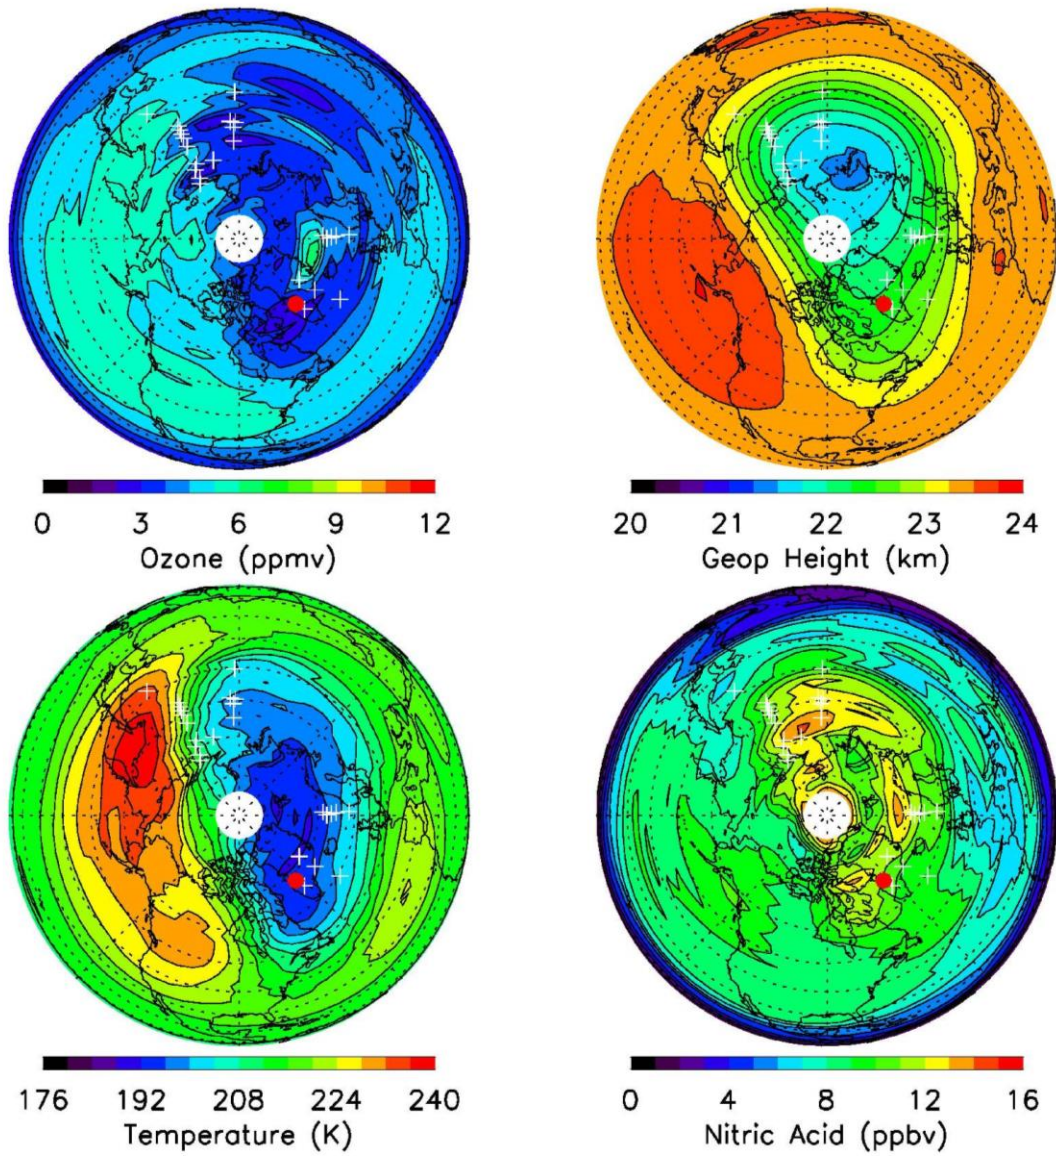 0 3 6 9 12
Ozone (ppmv)
20 21 22 23 24
Geop Height (km)
176 192 208 224 240
Temperature (K)
0 4 8 12 16
Nitric Acid (ppbv)